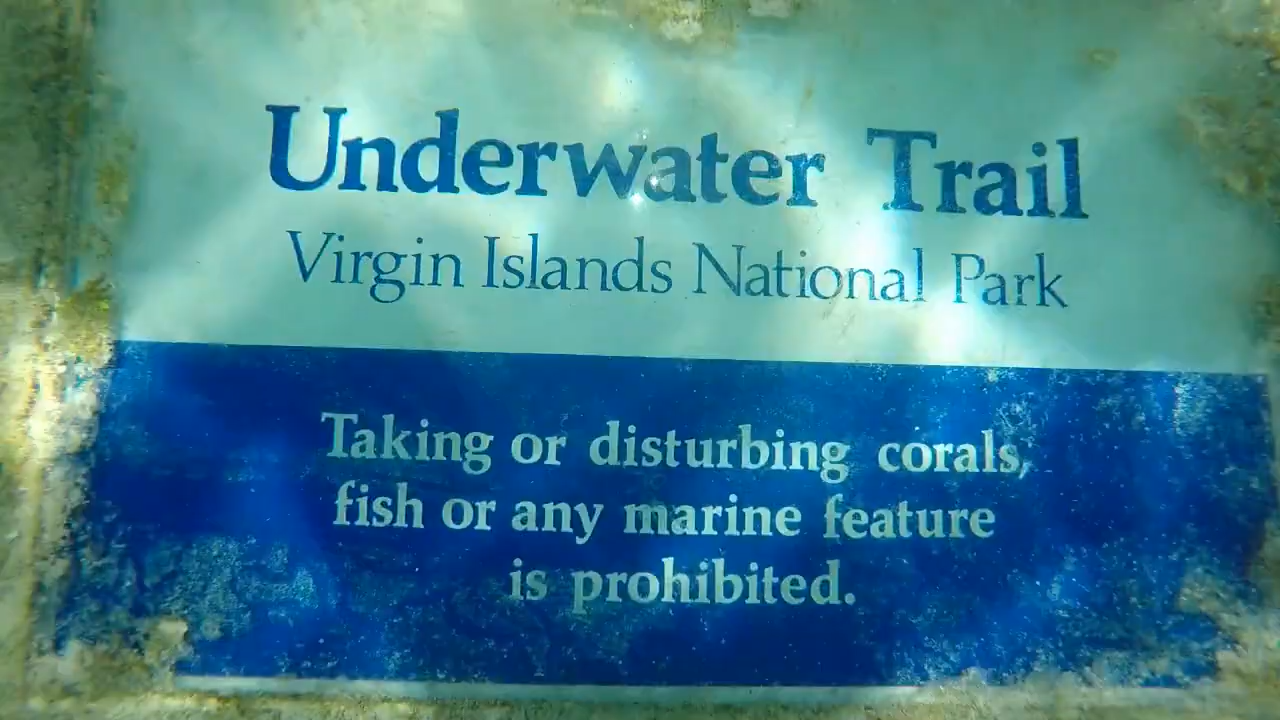 Underwater Trail
Virgin Islands National Park
Taking or disturbing corals,
fish or any marine feature
is prohibited.